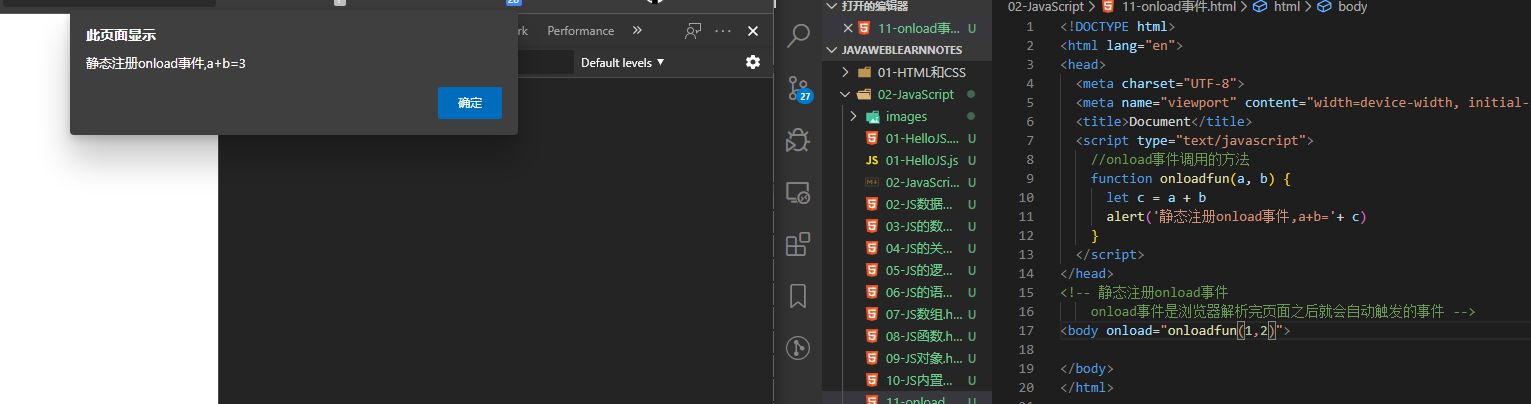 此页面显示
静态注册onload事件,a+b=3
确定
rk Performance
Default levels ▼
27
打开的编辑器
11-onload事... U
JAVAWEBLEARNNOTES
01-HTML和CSS
02-JavaScript
images
01-HelloJS.... U
JS 01-HelloJS.js U
02-JavaScri... U
02-JS数据... U
03-JS的数... U
04-JS的关... U
05-JS的逻... U
06-JS的语... U
07-JS数组.h... U
08-JS函数.h... U
09-JS对象.h... U
10-JS内置... U
11-onload... U
02-JavaScript > 11-onload事件.html > html > body
1 <!DOCTYPE html>
2 <html lang="en">
3 <head>
4 <meta charset="UTF-8">
5 <meta name="viewport" content="width=device-width, initial-
6 <title>Document</title>
7 <script type="text/javascript">
8 //onload事件调用的方法
9 function onloadfun(a, b) {
10 let c = a + b
11 alert('静态注册onload事件,a+b='+ c)
12 }
13 </script>
14 </head>
15 <!-- 静态注册onload事件
16 onload事件是浏览器解析完页面之后就会自动触发的事件 -->
17 <body onload="onloadfun(1,2)">
18
19 </body>
20 </html>